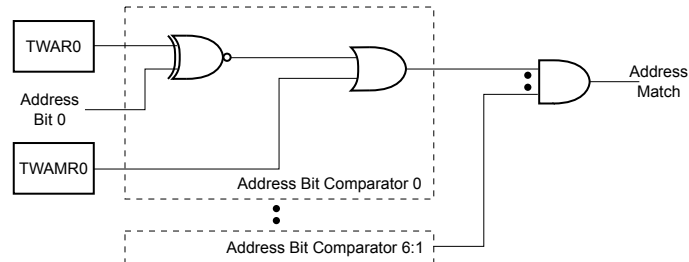 TWAR0
Address
Bit 0
TWAMR0
Address Bit Comparator 0
Address
Match
Address Bit Comparator 6:1